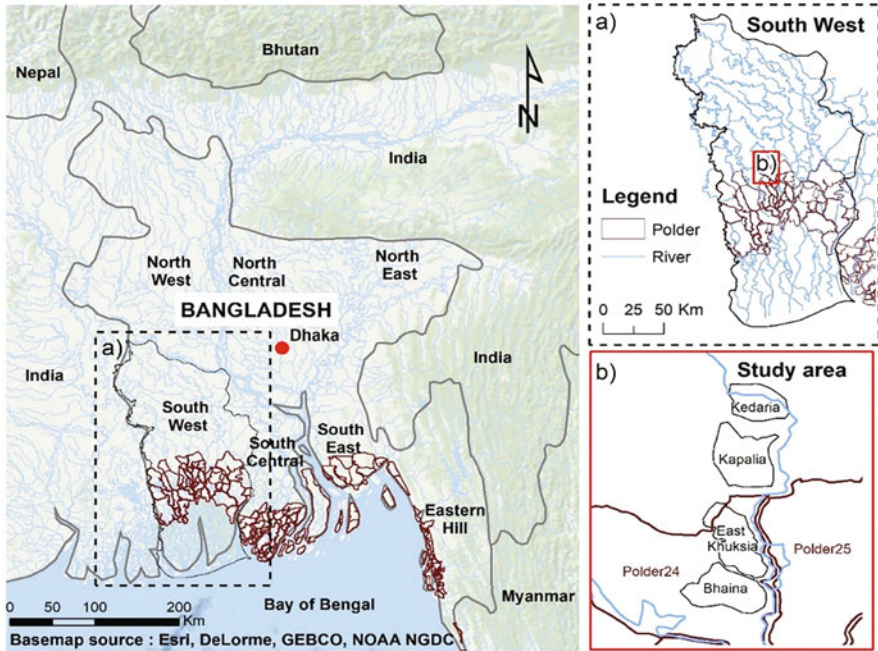 Nepal
Bhutan
N
India
North
West
North
Central
North
East
BANGLADESH
Dhaka
a)
India
India
South
West
South
Central
South
East
Eastern
Hill
Myanmar
Bay of Bengal
0 50 100 200
Km
Basemap source : Esri, DeLorme, GEBCO, NOAA NGDC
a)
South West
b)
Legend
Polder
River
0 25 50 Km
b)
Study area
Kedaria
Kapalia
East
Khuksia
Polder24
Polder25
Bhaina